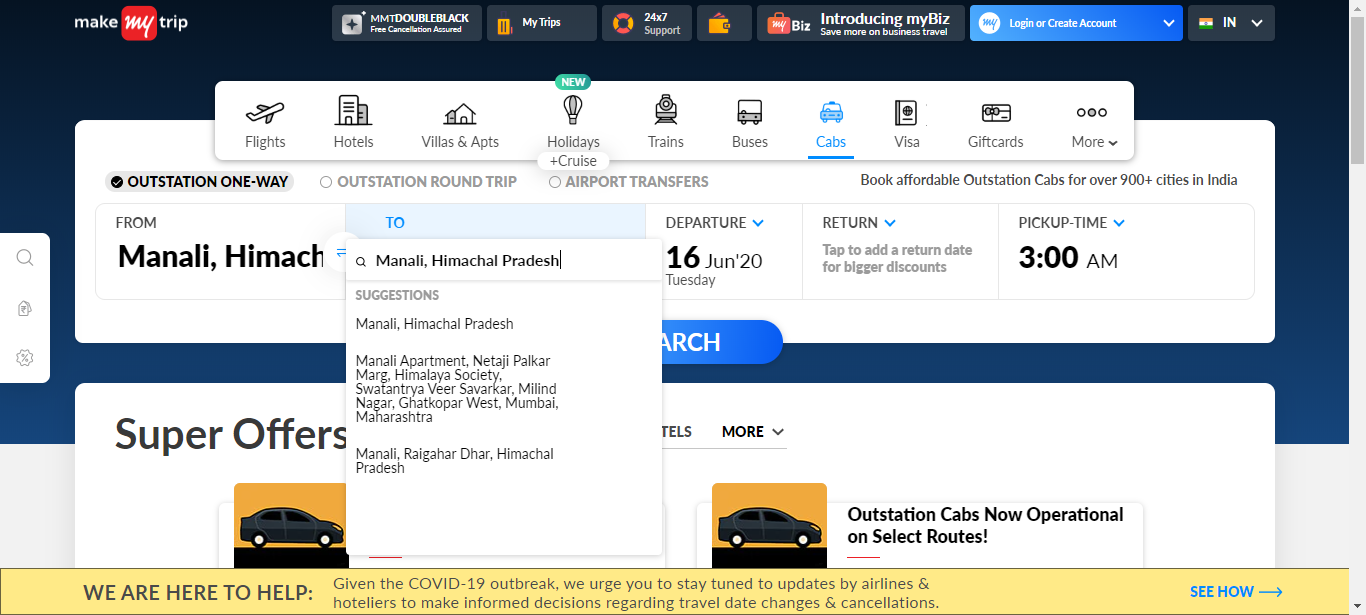 make my trip
MMTDOUBLEBLACK
Free Cancellation Assured
My Trips
24x7
Support
my Biz
Introducing myBiz
Save more on business travel
my
Login or Create Account
IN
NEW
Flights
Hotels
Villas & Apts
Holidays
+Cruise
Trains
Buses
Cabs
Visa
Giftcards
More
OUTSTATION ONE-WAY
OUTSTATION ROUND TRIP
AIRPORT TRANSFERS
Book affordable Outstation Cabs for over 900+ cities in India
FROM
Manali, Himach
TO
Manali, Himachal Pradesh
SUGGESTIONS
Manali, Himachal Pradesh
Manali Apartment, Netaji Palkar
Marg, Himalaya Society,
Swatantrya Veer Savarkar, Milind
Nagar, Ghatkopar West, Mumbai,
Maharashtra
Manali, Raigahar Dhar, Himachal
Pradesh
DEPARTURE
16 Jun'20
Tuesday
RETURN
Tap to add a return date
for bigger discounts
PICKUP-TIME
3:00 AM
ARCH
Super Offers
TELS
MORE
Outstation Cabs Now Operational
on Select Routes!
WE ARE HERE TO HELP:
Given the COVID-19 outbreak, we urge you to stay tuned to updates by airlines &
hoteliers to make informed decisions regarding travel date changes & cancellations.
SEE HOW